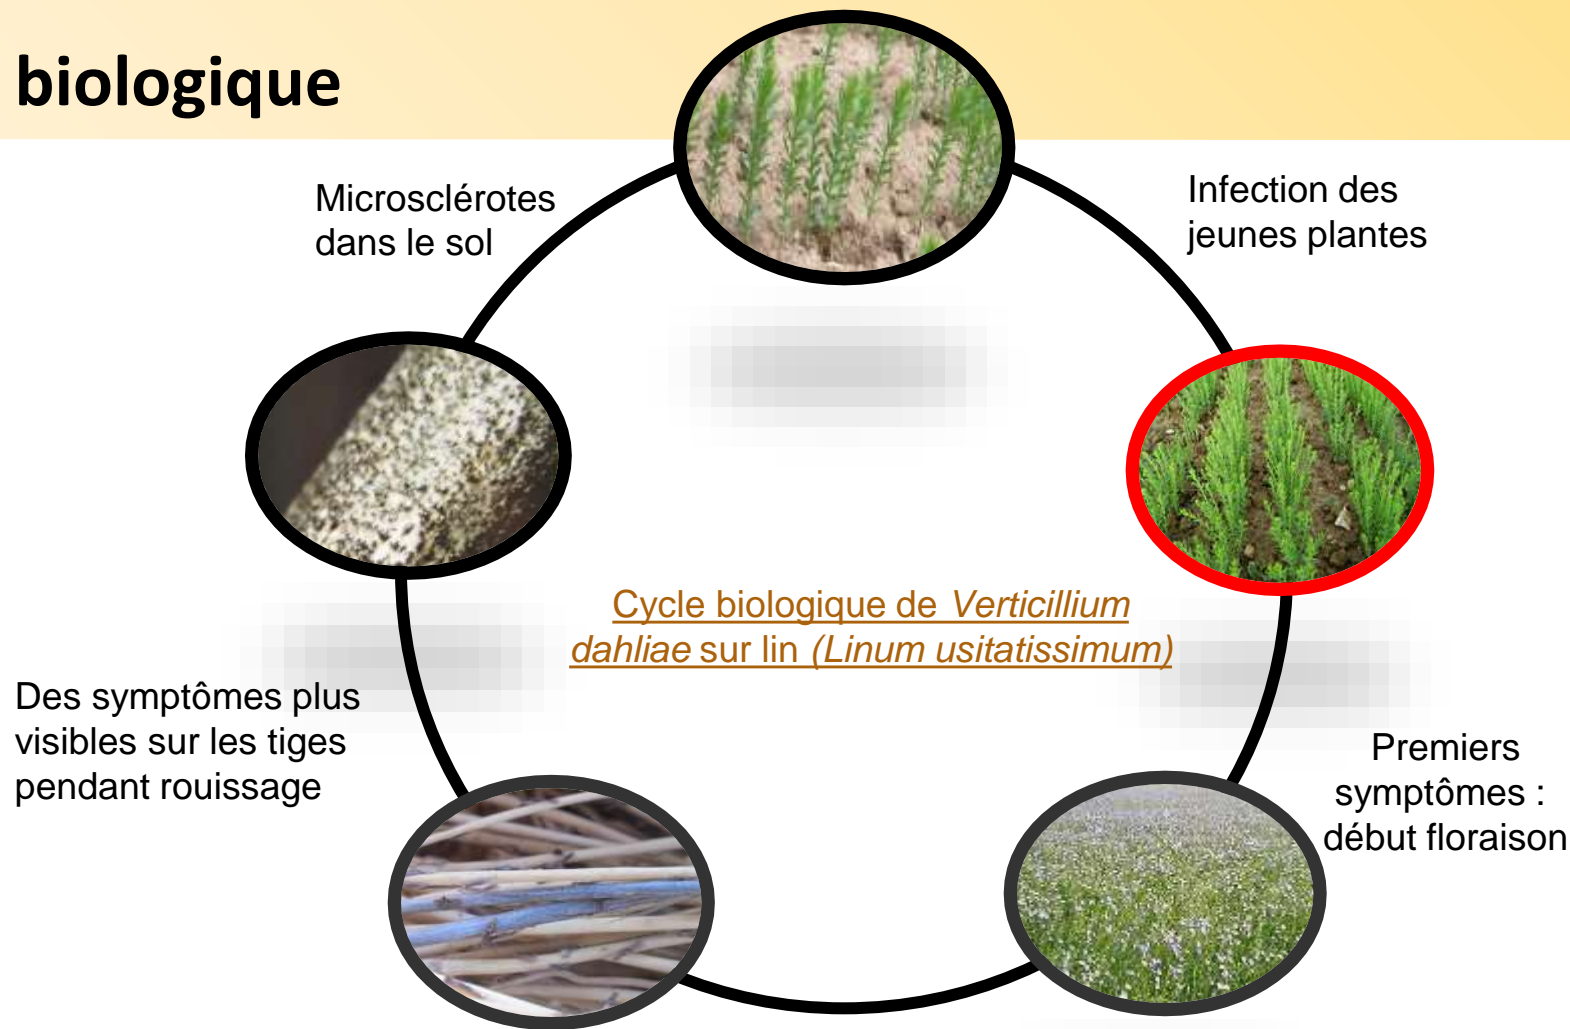 biologique
Microsclérotes
dans le sol
Infection des
jeunes plantes
Cycle biologique de Verticillium
dahliae sur lin (Linum usitatissimum)
Des symptômes plus
visibles sur les tiges
pendant rouissage
Premiers
symptômes :
début floraison